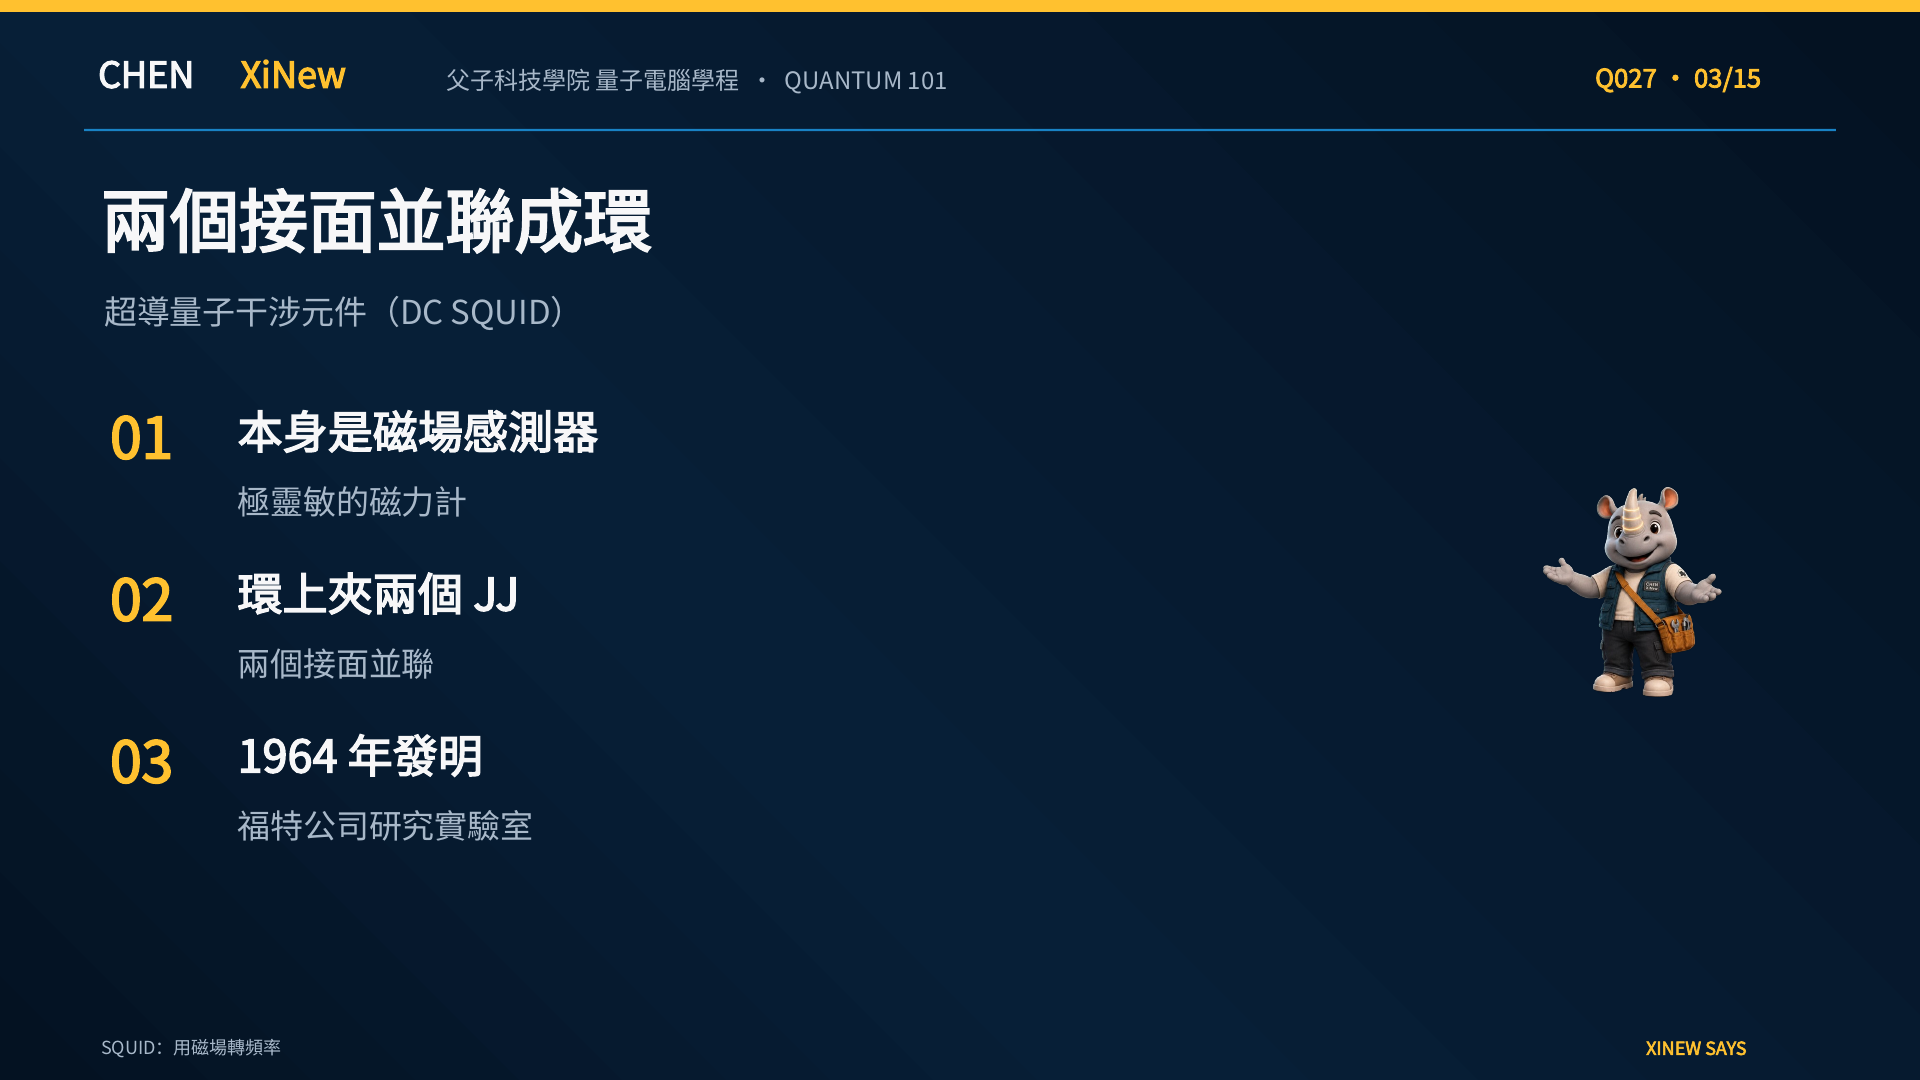 CHEN XiNew 父子科技學院 量子電腦學程 · QUANTUM 101 Q027 · 03/15
兩個接面並聯成環
超導量子干涉元件（DC SQUID）
01 本身是磁場感測器
極靈敏的磁力計
02 環上夾兩個 JJ
兩個接面並聯
03 1964 年發明
福特公司研究實驗室
SQUID：用磁場轉頻率 XINEW SAYS